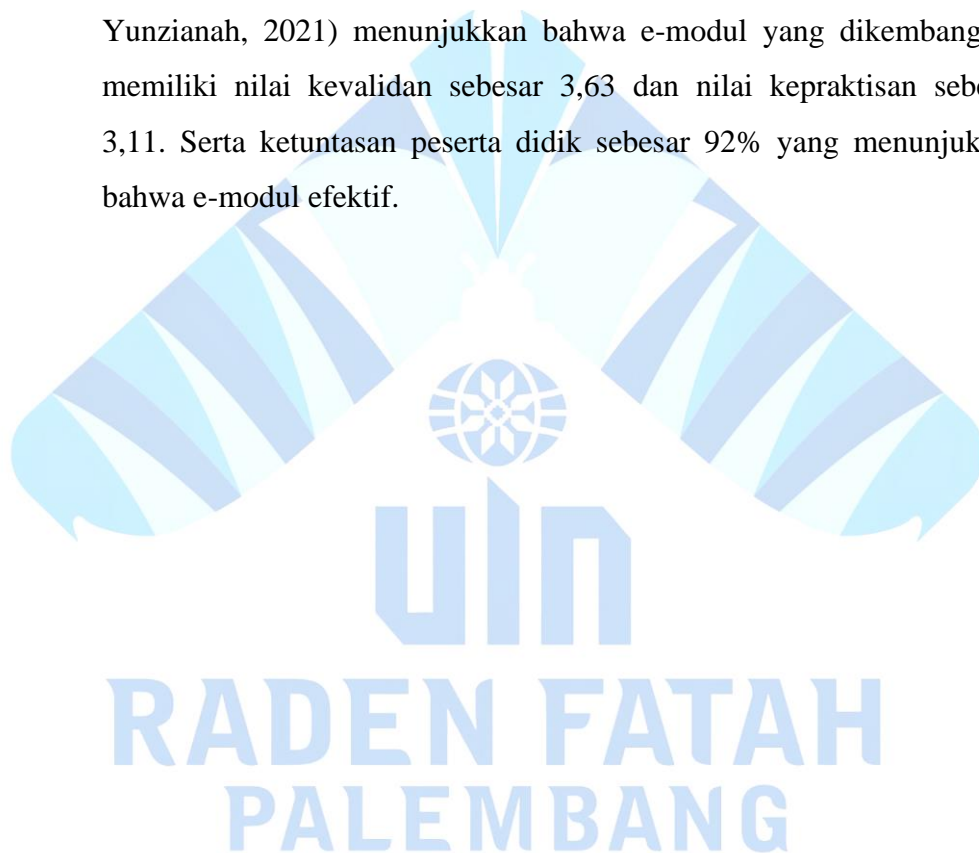 Yunzianah, 2021) menunjukkan bahwa e-modul yang dikembang
memiliki nilai kevalidan sebesar 3,63 dan nilai kepraktisan sebe
3,11. Serta ketuntasan peserta didik sebesar 92% yang menunjuk
bahwa e-modul efektif.
uin
RADEN FATAH
PALEMBANG